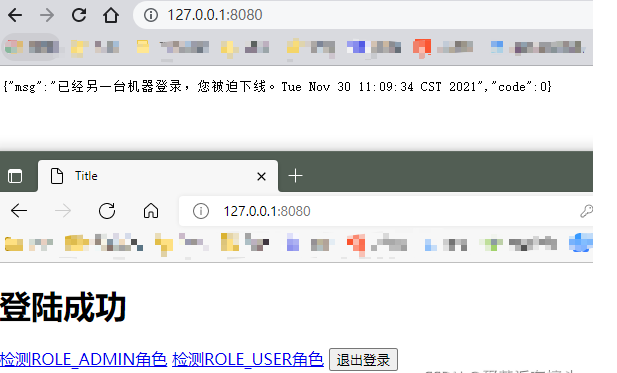 127.0.0.1:8080
{"msg":"已经另一台机器登录，您被迫下线。Tue Nov 30 11:09:34 CST 2021","code":0}
Title
127.0.0.1:8080
登陆成功
检测ROLE_ADMIN角色 检测ROLE_USER角色 退出登录